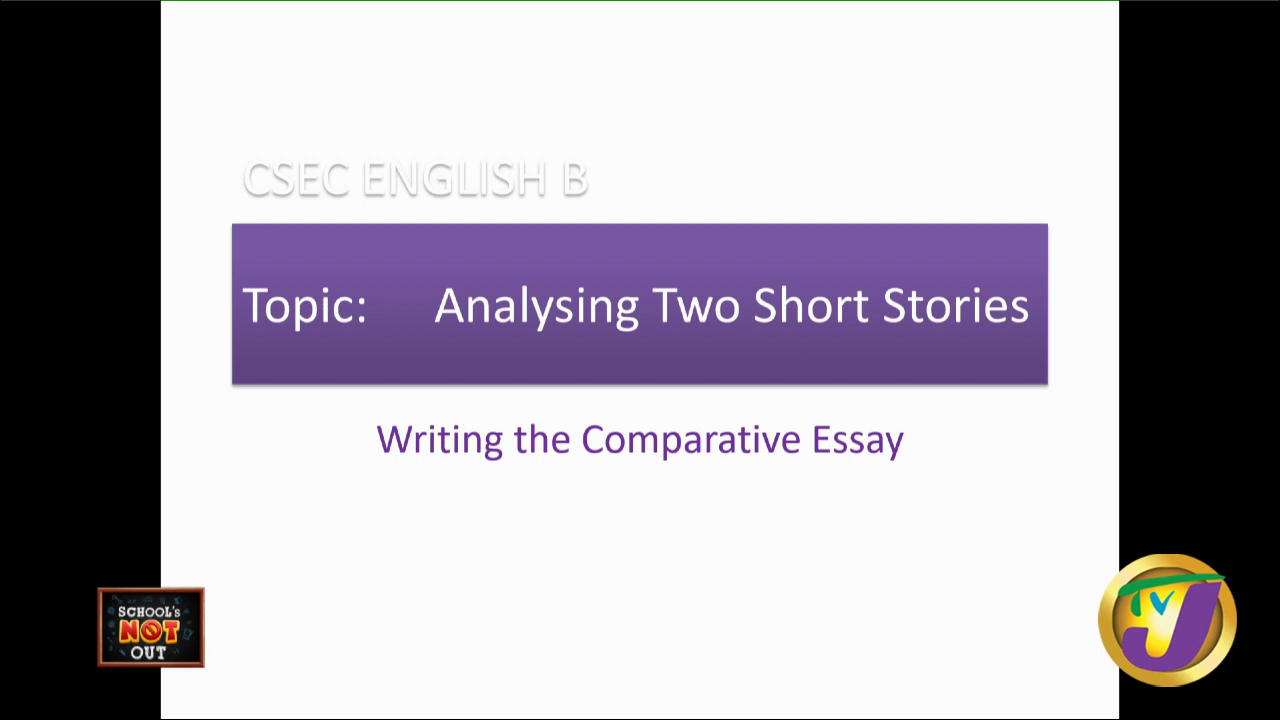 CSEC ENGLISH B
Topic: Analysing Two Short Stories
Writing the Comparative Essay
SCHOOL'S
NOT
OUT
TVJ